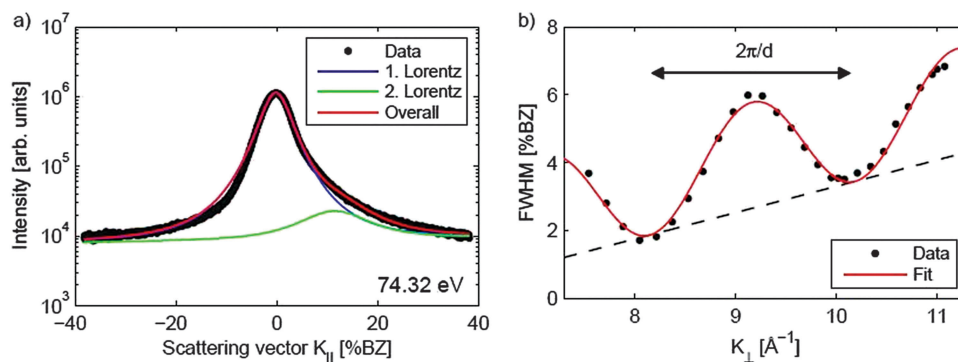 a)
Intensity [arb. units]
10^7
10^6
10^5
10^4
10^3
Data
1. Lorentz
2. Lorentz
Overall
74.32 eV
−40 −20 0 20 40
Scattering vector K_|| [%BZ]
b)
FWHM [%BZ]
8
6
4
2
0
2π/d
Data
Fit
8 9 10 11
K_⊥ [Å^−1]